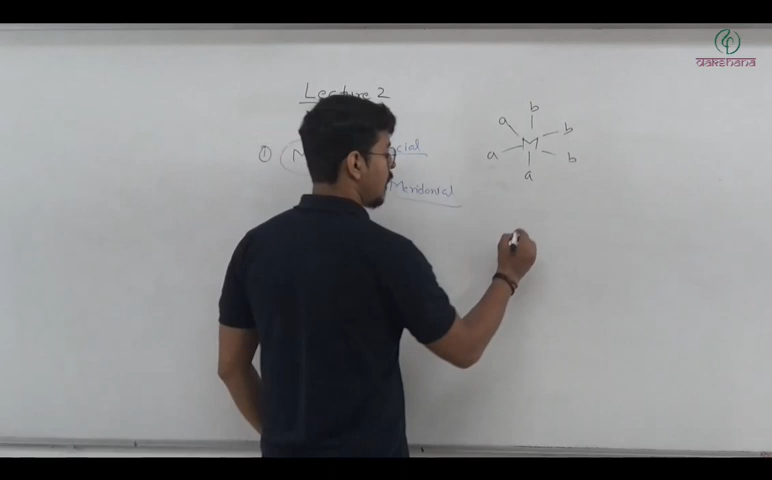 Lecture 2
① M cial
Meridonial
b
a b
M
a b
a
Dakshana